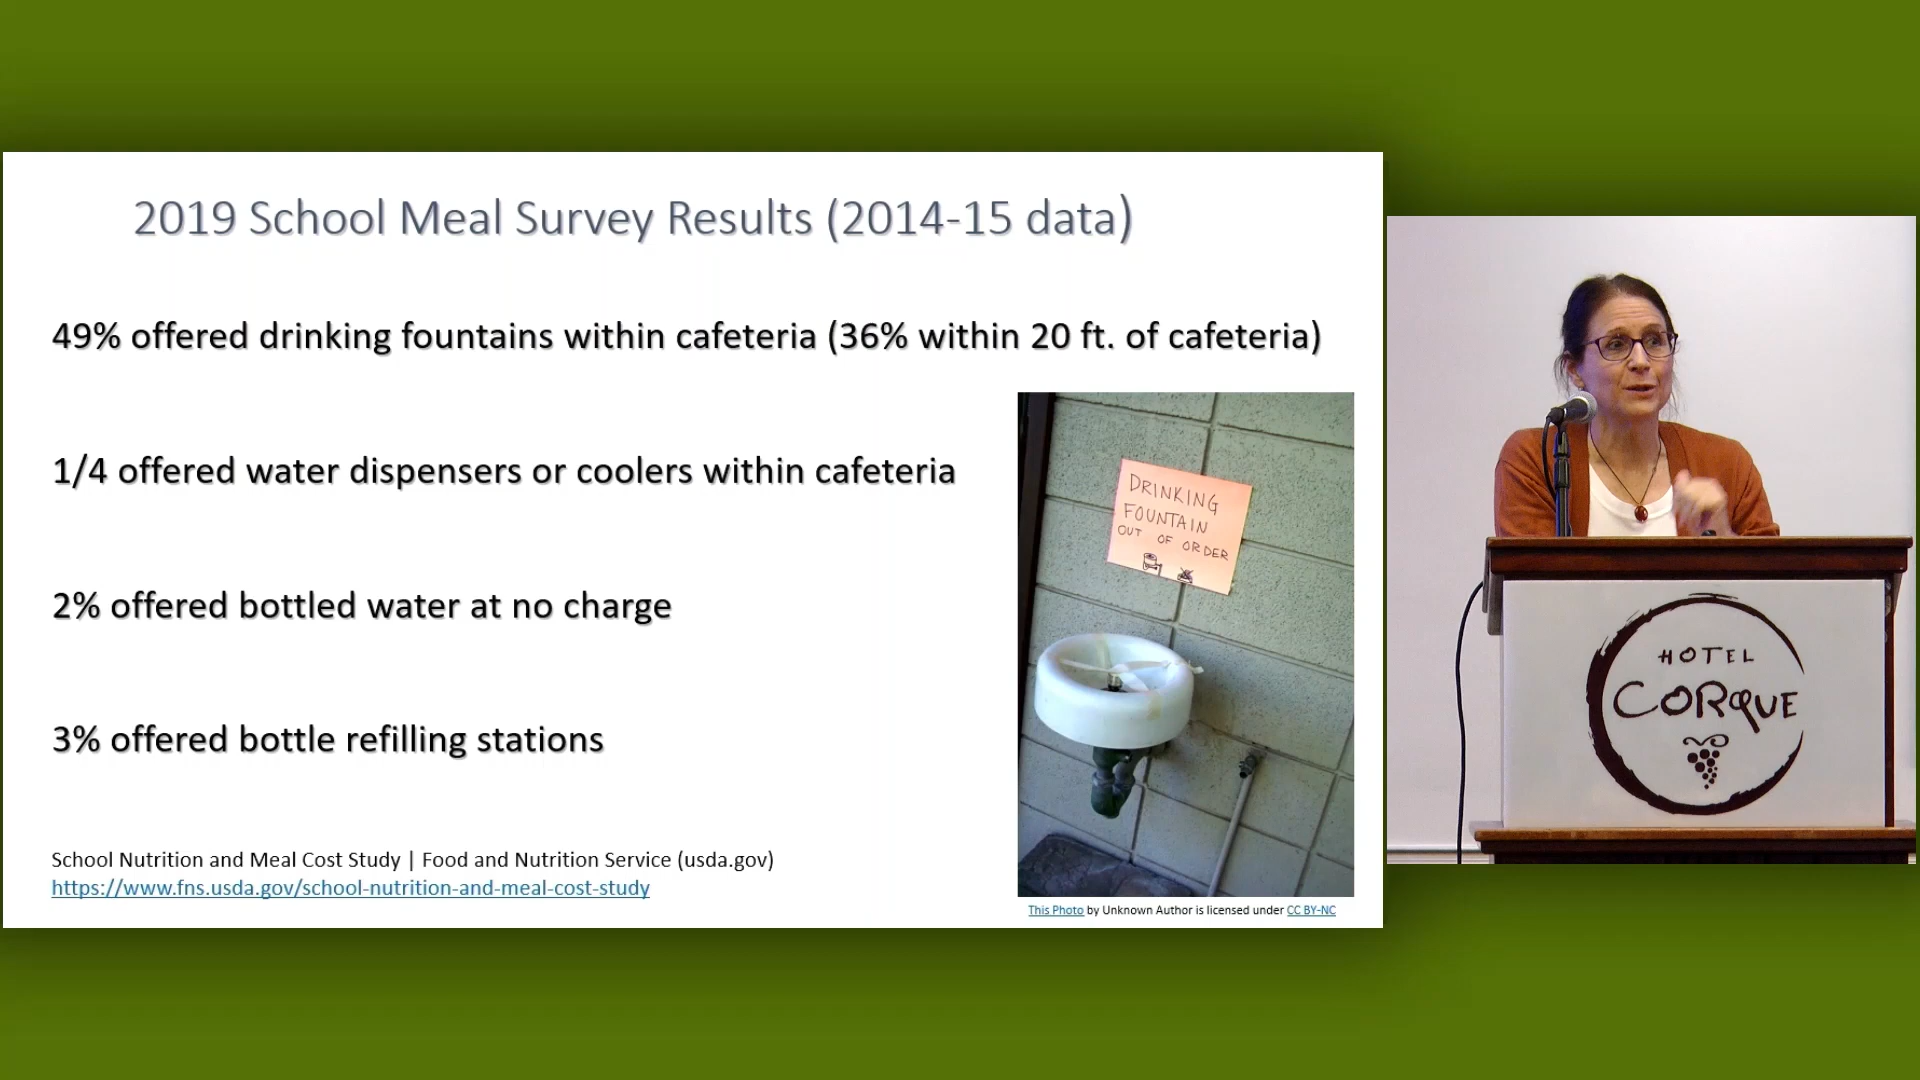 2019 School Meal Survey Results (2014-15 data)
49% offered drinking fountains within cafeteria (36% within 20 ft. of cafeteria)
1/4 offered water dispensers or coolers within cafeteria
2% offered bottled water at no charge
3% offered bottle refilling stations
School Nutrition and Meal Cost Study | Food and Nutrition Service (usda.gov)
https://www.fns.usda.gov/school-nutrition-and-meal-cost-study
DRINKING
FOUNTAIN
OUT OF ORDER
This Photo by Unknown Author is licensed under CC BY-NC
HOTEL
CORQUE